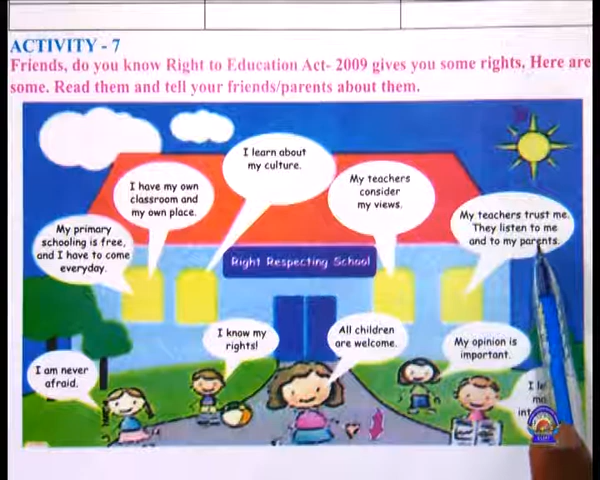 ACTIVITY - 7
Friends, do you know Right to Education Act- 2009 gives you some rights, Here are
some. Read them and tell your friends/parents about them.
I learn about
my culture.
I have my own
classroom and
my own place.
My teachers
consider
my views.
My primary
schooling is free,
and I have to come
everyday.
My teachers trust me.
They listen to me
and to my parents.
Right Respecting School
I know my
rights!
All children
are welcome.
My opinion is
important.
I am never
afraid.
I